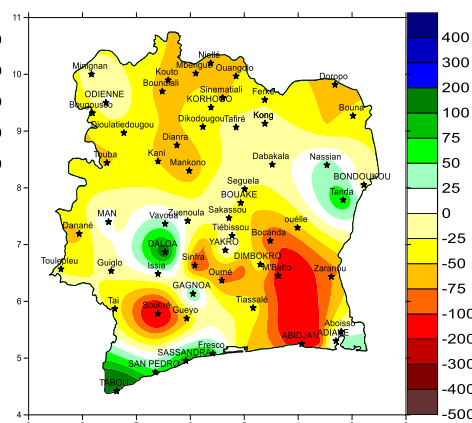 11
10
9
8
7
6
5
4
Niellé
Minignan
Mbengué
Kouto
Ouangolo
Boundiali
Sinematiali
Doropo
ODIENNE
KORHOGO
Ferké
Bougousso
Bouna
Dioulatiedougou
Dikodougou
Tafiré
Kong
Dianra
Touba
Kani
Mankono
Dabakala
Nassian
Seguela
BONDOUKOU
BOUAKE
Tanda
MAN
Vavoua
Zuenoula
Sakassou
Danané
Tiébissou
ouélle
Bocanda
DALOA
YAKRO
Toulepleu
Guiglo
Issia
Sinfra
DIMBOKRO
Oumé
M'Bato
Zaranou
GAGNOA
Tai
Soubré
Gueyo
Tiassalé
Aboisso
ABIDJAN
ADIAKE
Fresco
SASSANDRA
SAN PEDRO
TABOU
400
300
200
100
75
50
25
0
-25
-50
-75
-100
-200
-300
-400
-500